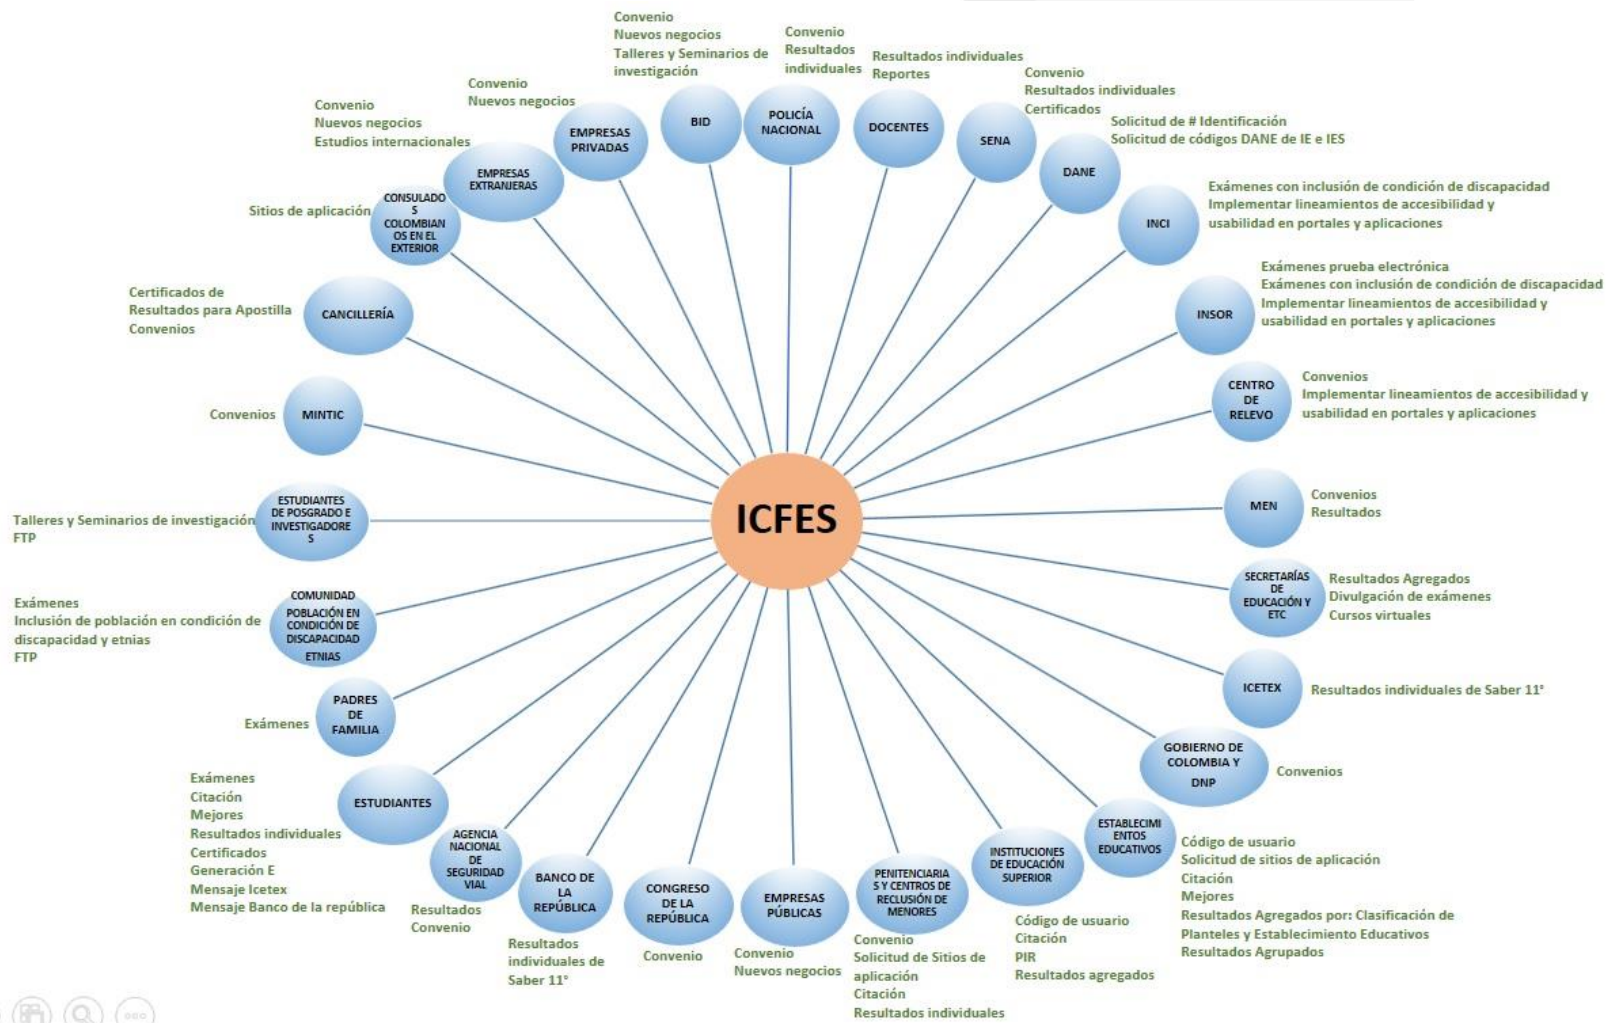 Convenio
Nuevos negocios
Talleres y Seminarios de
investigación
BID
Convenio
Resultados
individuales
POLICÍA
NACIONAL
Resultados individuales
Reportes
DOCENTES
Convenio
Resultados individuales
Certificados
SENA
Solicitud de # Identificación
Solicitud de códigos DANE de IE e IES
DANE
Exámenes con inclusión de condición de discapacidad
Implementar lineamientos de accesibilidad y
usabilidad en portales y aplicaciones
INCI
Exámenes prueba electrónica
Exámenes con inclusión de condición de discapacidad
Implementar lineamientos de accesibilidad y
usabilidad en portales y aplicaciones
INSOR
CENTRO
DE
RELEVO
Convenios
Implementar lineamientos de accesibilidad y
usabilidad en portales y aplicaciones
MEN
Convenios
Resultados
SECRETARÍAS
DE
EDUCACIÓN Y
ETC
Resultados Agregados
Divulgación de exámenes
Cursos virtuales
ICETEX
Resultados individuales de Saber 11°
GOBIERNO DE
COLOMBIA Y
DNP
Convenios
ESTABLECIMI
ENTOS
EDUCATIVOS
Código de usuario
Solicitud de sitios de aplicación
Citación
Mejores
Resultados Agregados por: Clasificación de
Planteles y Establecimiento Educativos
Resultados Agrupados
INSTITUCIONES
DE EDUCACIÓN
SUPERIOR
Código de usuario
Citación
PIR
Resultados agregados
PENITENCIARIA
S Y CENTROS DE
RECLUSIÓN DE
MENORES
Convenio
Solicitud de Sitios de
aplicación
Citación
Resultados individuales
EMPRESAS
PÚBLICAS
Convenio
Nuevos negocios
CONGRESO
DE LA
REPÚBLICA
Convenio
BANCO DE
LA
REPÚBLICA
Resultados
individuales de
Saber 11°
AGENCIA
NACIONAL
DE
SEGURIDAD
VIAL
Resultados
Convenio
ESTUDIANTES
Exámenes
Citación
Mejores
Resultados individuales
Certificados
Generación E
Mensaje Icetex
Mensaje Banco de la república
PADRES
DE
FAMILIA
Exámenes
COMUNIDAD
POBLACIÓN EN
CONDICIÓN DE
DISCAPACIDAD
ETNIAS
Exámenes
Inclusión de población en condición de
discapacidad y etnias
FTP
ESTUDIANTES
DE POSGRADO E
INVESTIGADORE
S
Talleres y Seminarios de investigación
FTP
MINTIC
Convenios
CANCILLERÍA
Certificados de
Resultados para Apostilla
Convenios
CONSULADO
S
COLOMBIAN
OS EN EL
EXTERIOR
Sitios de aplicación
EMPRESAS
EXTRANJERAS
Convenio
Nuevos negocios
Estudios internacionales
EMPRESAS
PRIVADAS
Convenio
Nuevos negocios
ICFES